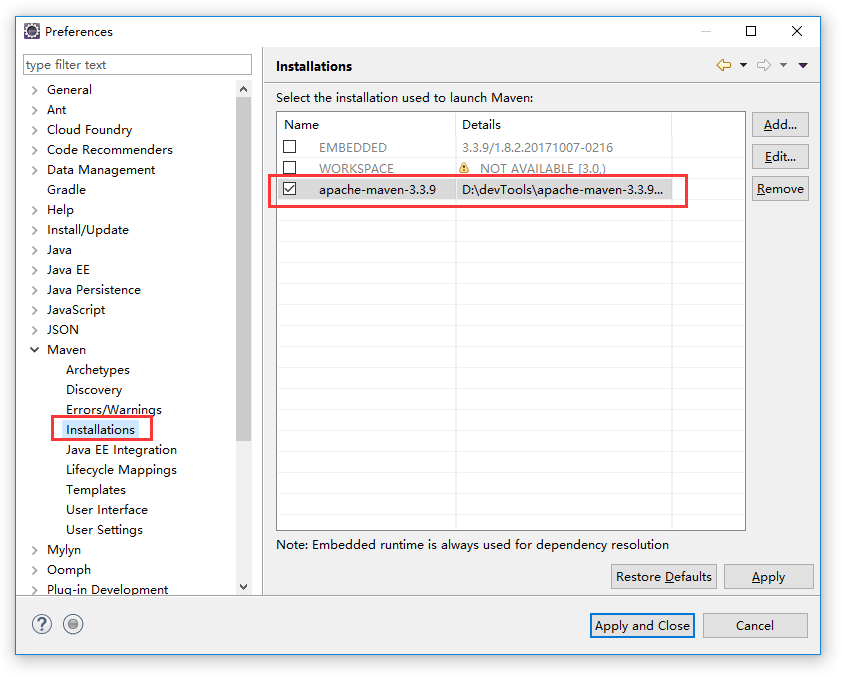 Preferences
type filter text
General
Ant
Cloud Foundry
Code Recommenders
Data Management
Gradle
Help
Install/Update
Java
Java EE
Java Persistence
JavaScript
JSON
Maven
Archetypes
Discovery
Errors/Warnings
Installations
Java EE Integration
Lifecycle Mappings
Templates
User Interface
User Settings
Mylyn
Oomph
Plug-in Development
Installations
Select the installation used to launch Maven:
Name Details
EMBEDDED 3.3.9/1.8.2.20171007-0216
WORKSPACE NOT AVAILABLE [3.0,)
apache-maven-3.3.9 D:\devTools\apache-maven-3.3.9...
Add...
Edit...
Remove
Note: Embedded runtime is always used for dependency resolution
Restore Defaults Apply
? Apply and Close Cancel